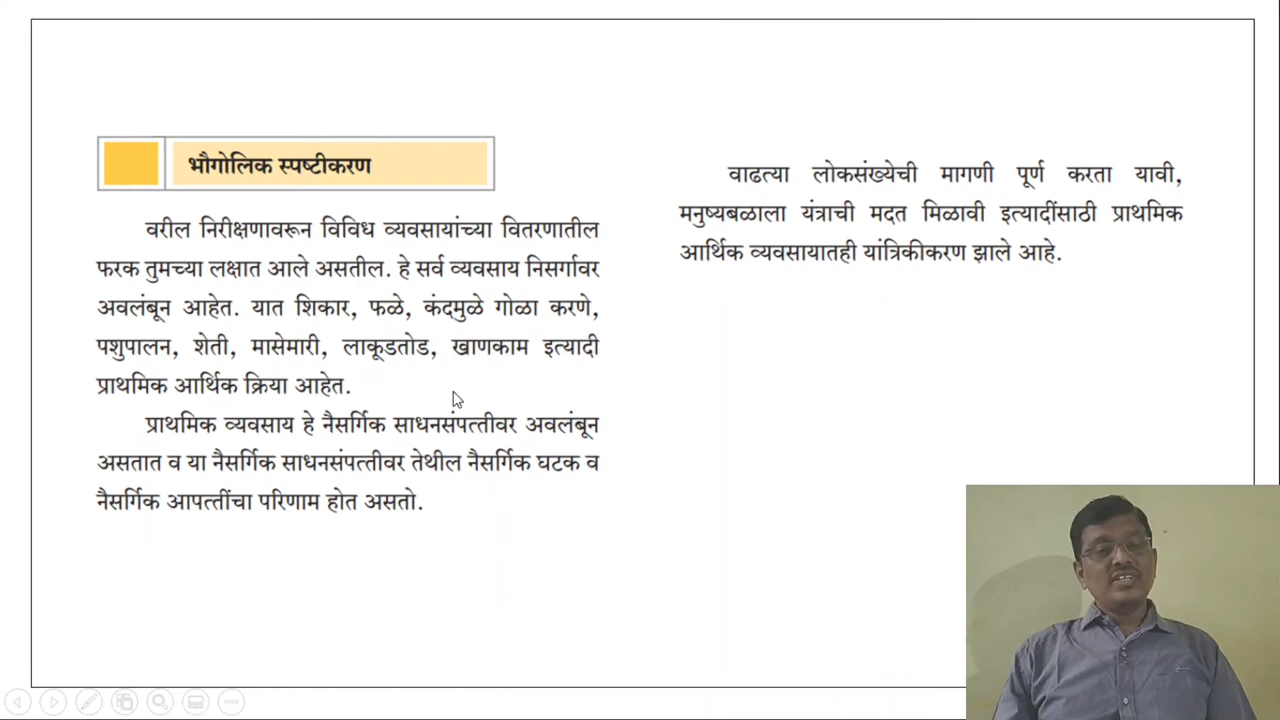 भौगोलिक स्पष्टीकरण
वरील निरीक्षणावरून विविध व्यवसायांच्या वितरणातील
फरक तुमच्या लक्षात आले असतील. हे सर्व व्यवसाय निसर्गावर
अवलंबून आहेत. यात शिकार, फळे, कंदमुळे गोळा करणे,
पशुपालन, शेती, मासेमारी, लाकूडतोड, खाणकाम इत्यादी
प्राथमिक आर्थिक क्रिया आहेत.
प्राथमिक व्यवसाय हे नैसर्गिक साधनसंपत्तीवर अवलंबून
असतात व या नैसर्गिक साधनसंपत्तीवर तेथील नैसर्गिक घटक व
नैसर्गिक आपत्तींचा परिणाम होत असतो.
वाढत्या लोकसंख्येची मागणी पूर्ण करता यावी,
मनुष्यबळाला यंत्राची मदत मिळावी इत्यादींसाठी प्राथमिक
आर्थिक व्यवसायातही यांत्रिकीकरण झाले आहे.